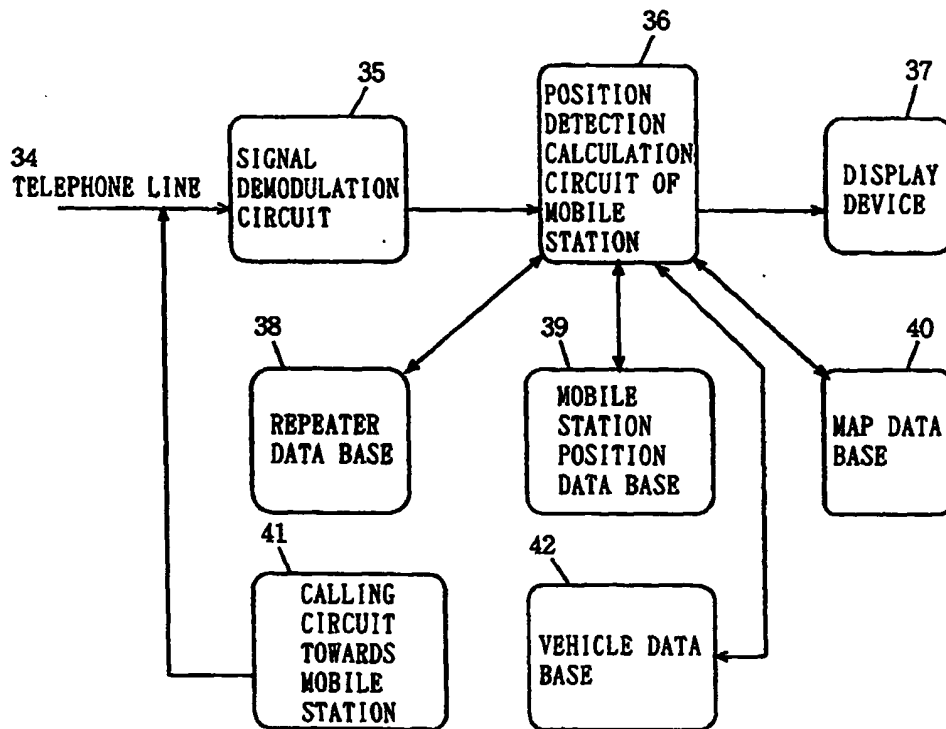 36
35
37
POSITION
DETECTION
CALCULATION
CIRCUIT OF
MOBILE
STATION
34
TELEPHONE LINE
SIGNAL
DEMODULATION
CIRCUIT
DISPLAY
DEVICE
38
39
40
REPEATER
DATA BASE
MOBILE
STATION
POSITION
DATA BASE
MAP DATA
BASE
41
42
CALLING
CIRCUIT
TOWARDS
MOBILE
STATION
VEHICLE DATA
BASE